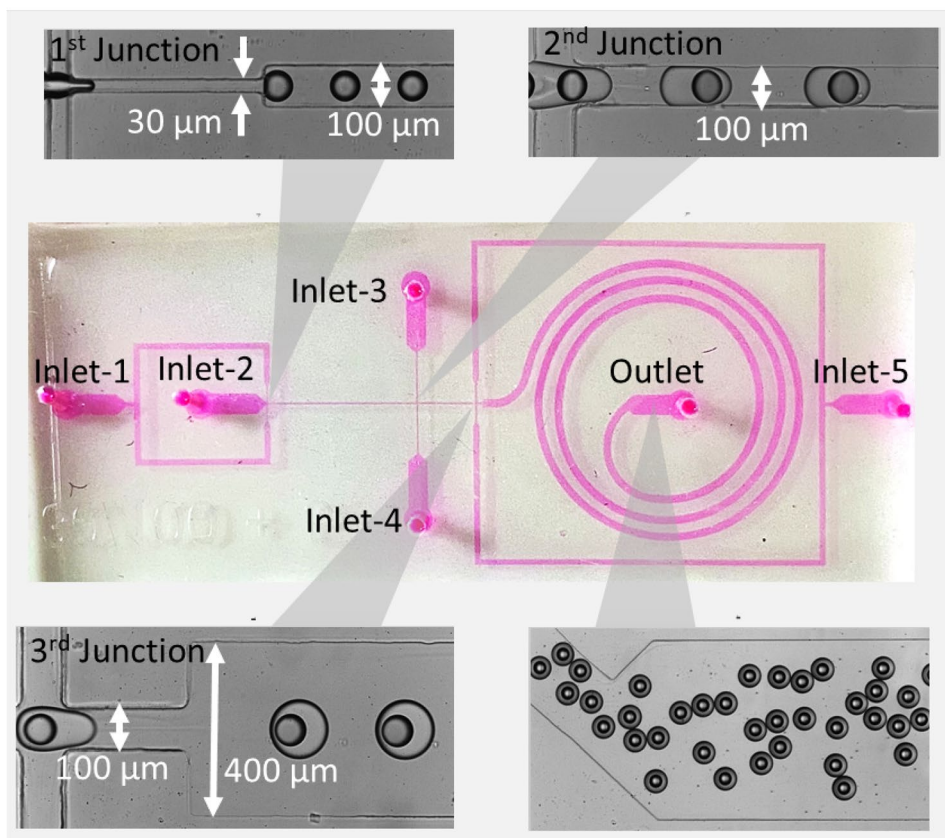 1st Junction
30 µm
100 µm
2nd Junction
100 µm
Inlet-3
Inlet-1
Inlet-2
Outlet
Inlet-5
Inlet-4
3rd Junction
100 µm
400 µm